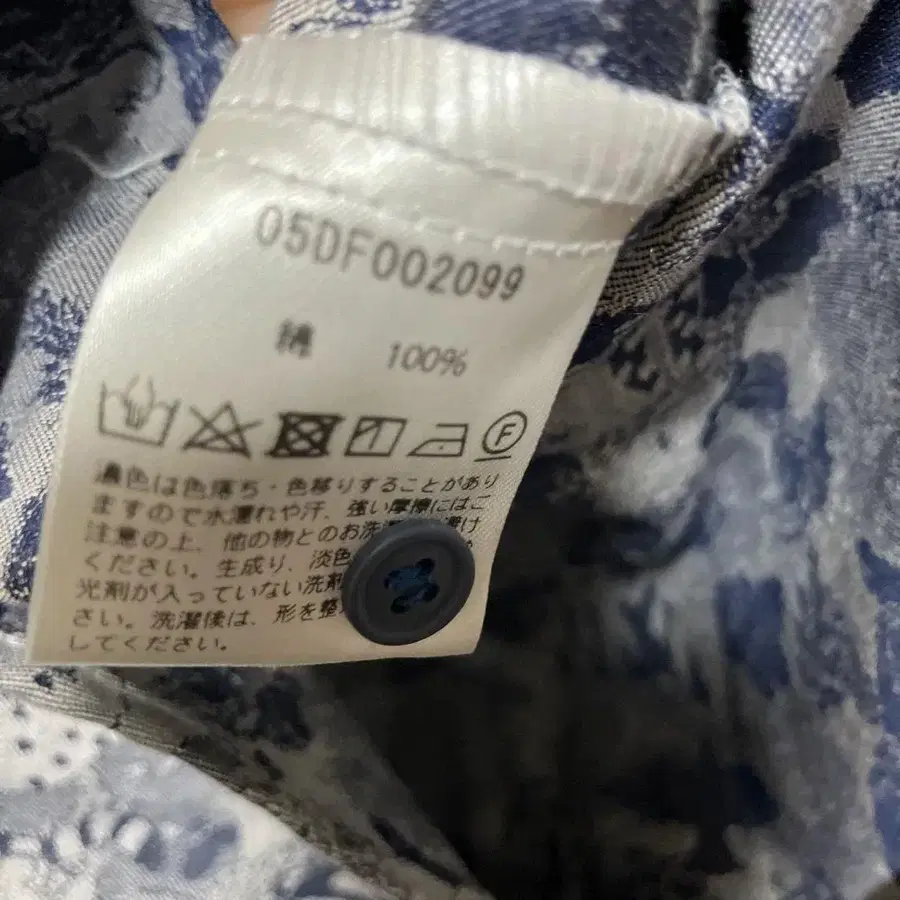 05DF002099
綿 100%
F
濃色は色落ち・色移りすることがあり
ますので水濡れや汗、強い摩擦にはご
注意の上、他の物とのお洗濯 避け
ください。生成り、淡色
光剤が入っていない洗剤
さい。洗濯後は、形を整
してください。